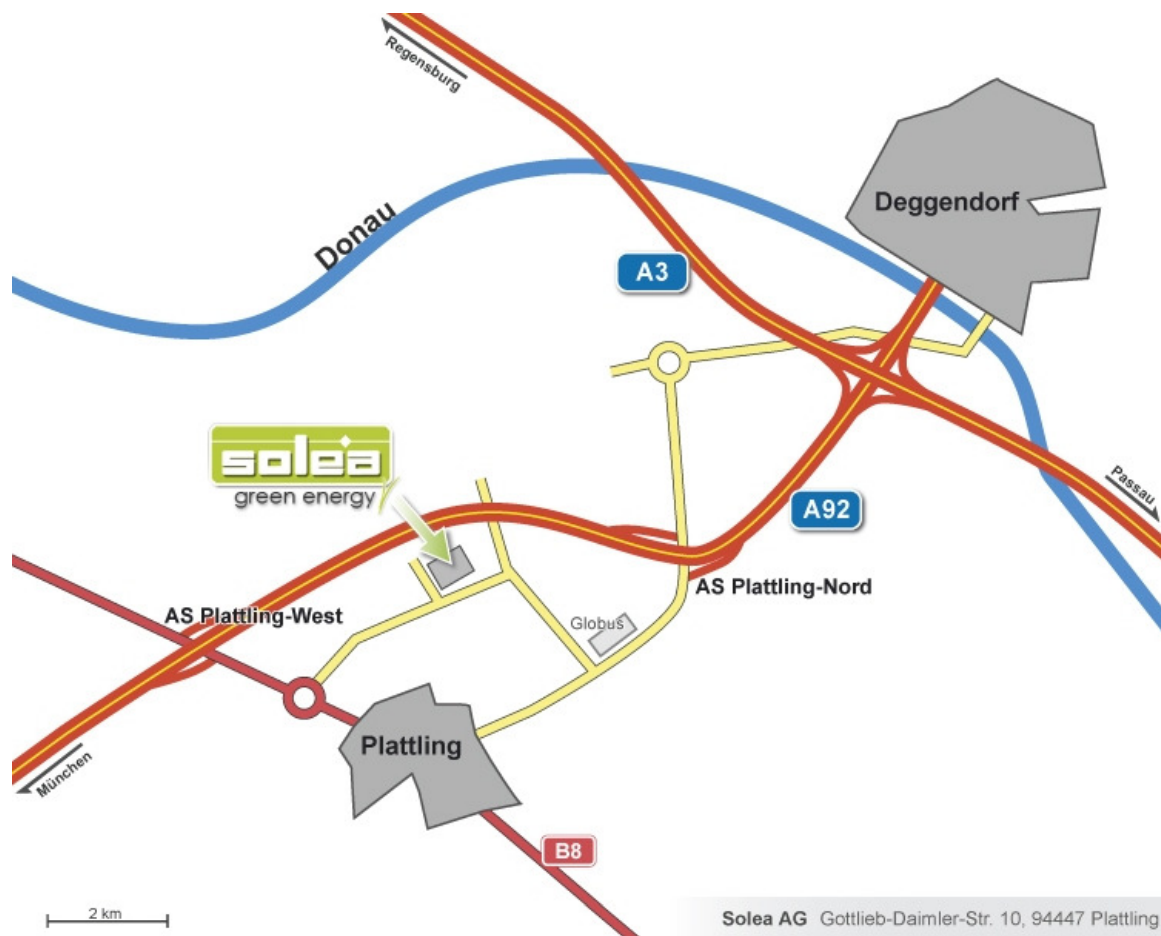 Regensburg
Deggendorf
Donau
A3
solea
green energy
Passau
A92
AS Plattling-Nord
AS Plattling-West
Globus
Plattling
München
B8
2 km
Solea AG Gottlieb-Daimler-Str. 10, 94447 Plattling